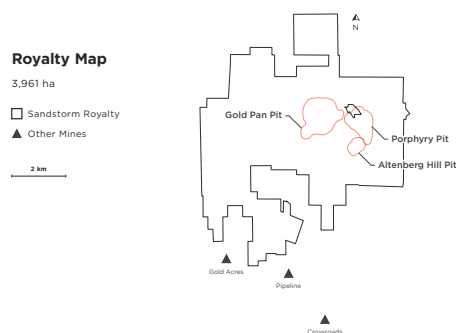 Royalty Map
3,961 ha
Sandstorm Royalty
Other Mines
2 km
N
Gold Pan Pit
Porphyry Pit
Altenberg Hill Pit
Gold Acres
Pipeline
Crossroads